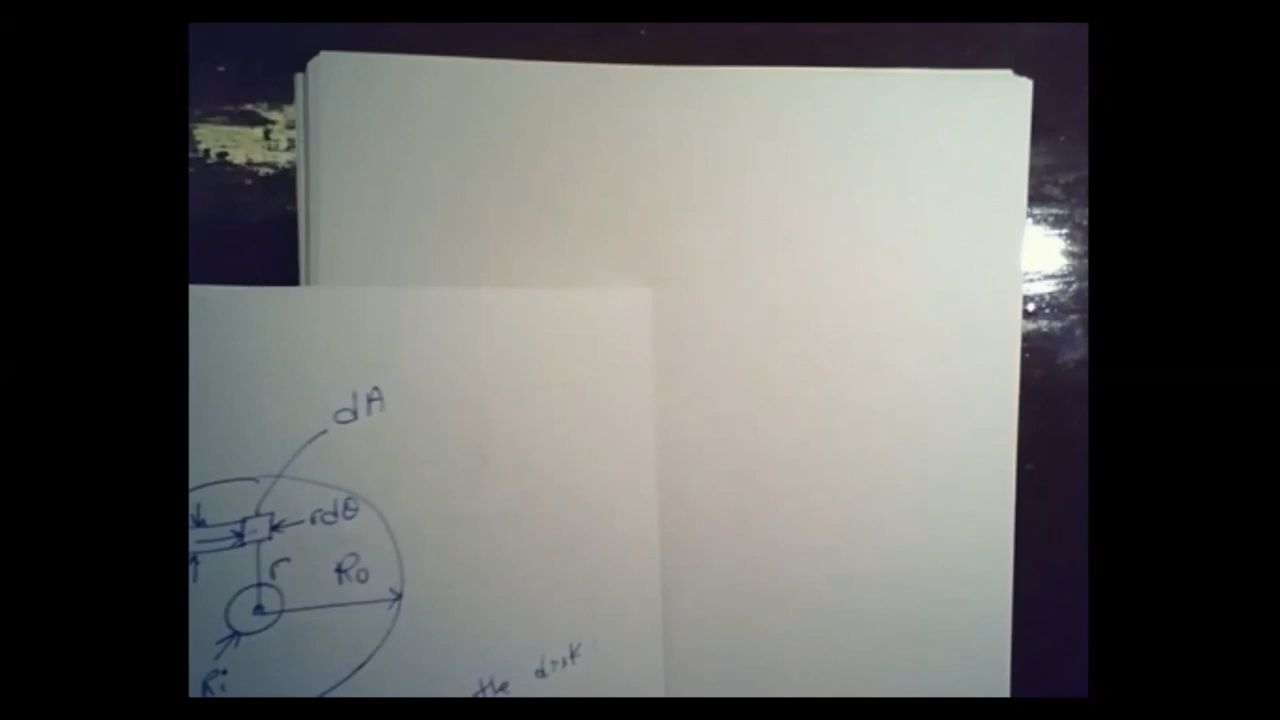 dA
rdθ
r
Ro
Ri
the disk